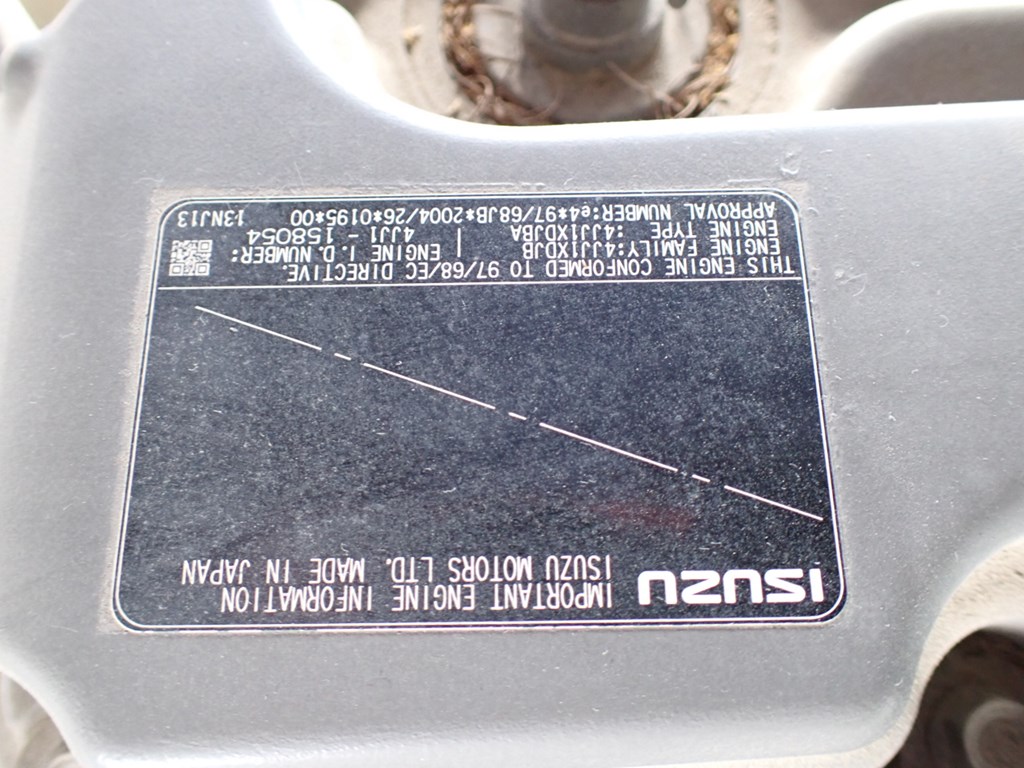 ISUZU
IMPORTANT ENGINE INFORMATION
ISUZU MOTORS LTD. MADE IN JAPAN
THIS ENGINE CONFORMED TO 97/68/EC DIRECTIVE.
ENGINE FAMILY:4JJ1XDJB | ENGINE I.D. NUMBER:
ENGINE TYPE :4JJ1XDJBA | 4JJ1 - 158054
APPROVAL NUMBER:e4*97/68JB*2004/26*0195*00 13NJ13